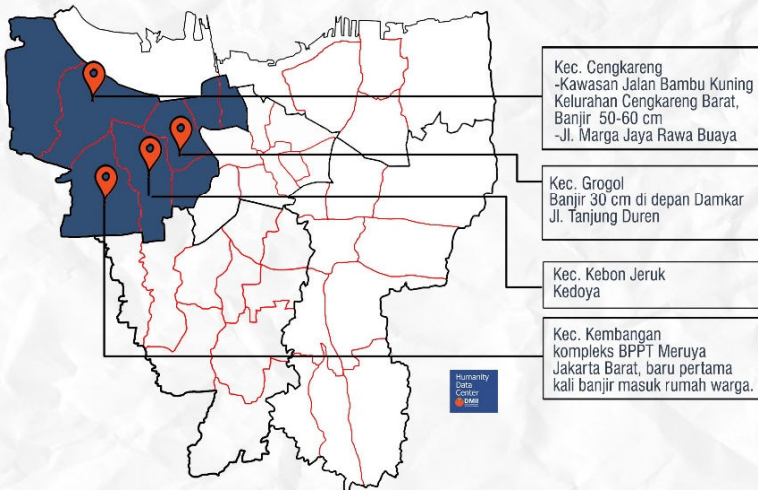 Kec. Cengkareng
-Kawasan Jalan Bambu Kuning
Kelurahan Cengkareng Barat,
Banjir 50-60 cm
-Jl. Marga Jaya Rawa Buaya
Kec. Grogol
Banjir 30 cm di depan Damkar
Jl. Tanjung Duren
Kec. Kebon Jeruk
Kedoya
Kec. Kembangan
kompleks BPPT Meruya
Jakarta Barat, baru pertama
kali banjir masuk rumah warga.
Humanity
Data
Center
DMII